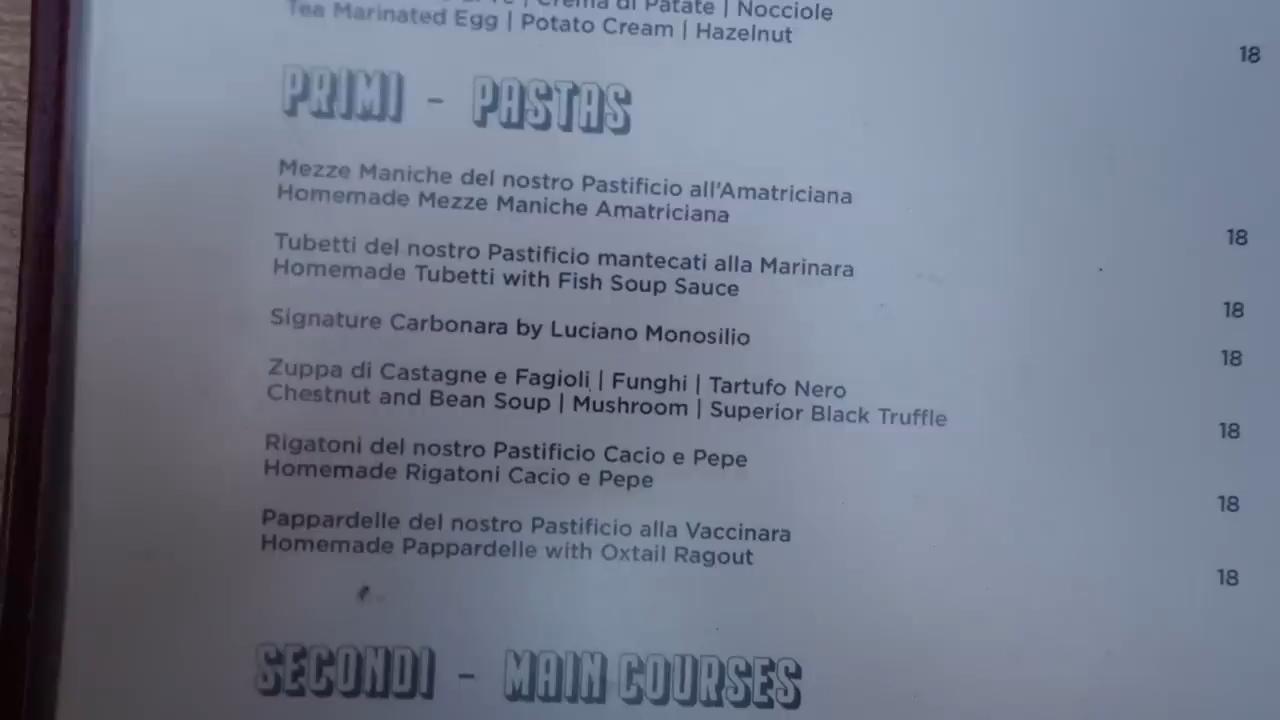 Crema di Patate | Nocciole
Tea Marinated Egg | Potato Cream | Hazelnut
18
PRIMI - PASTAS
Mezze Maniche del nostro Pastificio all'Amatriciana
Homemade Mezze Maniche Amatriciana
18
Tubetti del nostro Pastificio mantecati alla Marinara
Homemade Tubetti with Fish Soup Sauce
18
Signature Carbonara by Luciano Monosilio
18
Zuppa di Castagne e Fagioli | Funghi | Tartufo Nero
Chestnut and Bean Soup | Mushroom | Superior Black Truffle
18
Rigatoni del nostro Pastificio Cacio e Pepe
Homemade Rigatoni Cacio e Pepe
18
Pappardelle del nostro Pastificio alla Vaccinara
Homemade Pappardelle with Oxtail Ragout
18
SECONDI - MAIN COURSES